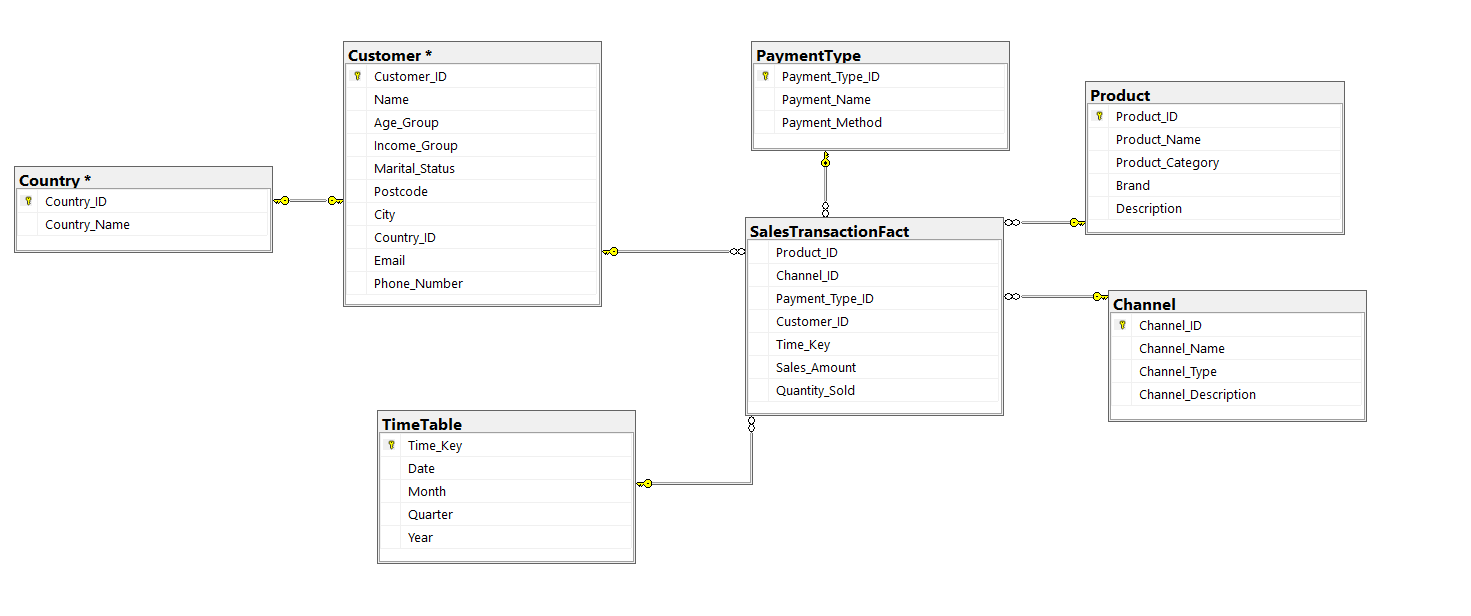 Customer *
Customer_ID
Name
Age_Group
Income_Group
Marital_Status
Postcode
City
Country_ID
Email
Phone_Number
PaymentType
Payment_Type_ID
Payment_Name
Payment_Method
Product
Product_ID
Product_Name
Product_Category
Brand
Description
Country *
Country_ID
Country_Name
SalesTransactionFact
Product_ID
Channel_ID
Payment_Type_ID
Customer_ID
Time_Key
Sales_Amount
Quantity_Sold
Channel
Channel_ID
Channel_Name
Channel_Type
Channel_Description
TimeTable
Time_Key
Date
Month
Quarter
Year